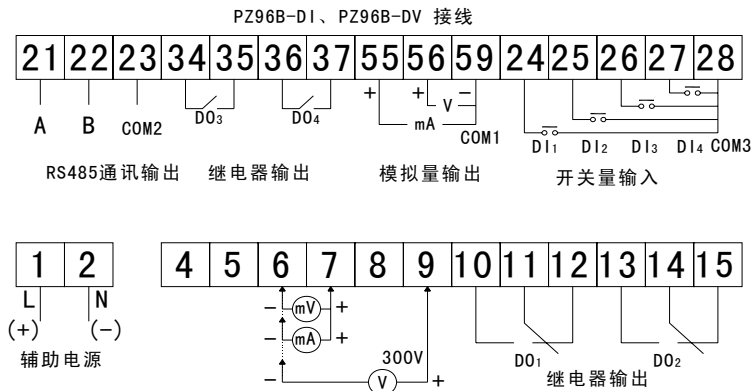 PZ96B-DI、PZ96B-DV 接线
21 22 23 34 35 36 37 55 56 59 24 25 26 27 28
+ + −
V
A B COM2 DO3 DO4 mA COM1 DI1 DI2 DI3 DI4 COM3
RS485通讯输出 继电器输出 模拟量输出 开关量输入
1 2 4 5 6 7 8 9 10 11 12 13 14 15
L N
(+) (−)
辅助电源
− mV +
− mA +
300V
− V +
DO1 继电器输出 DO2